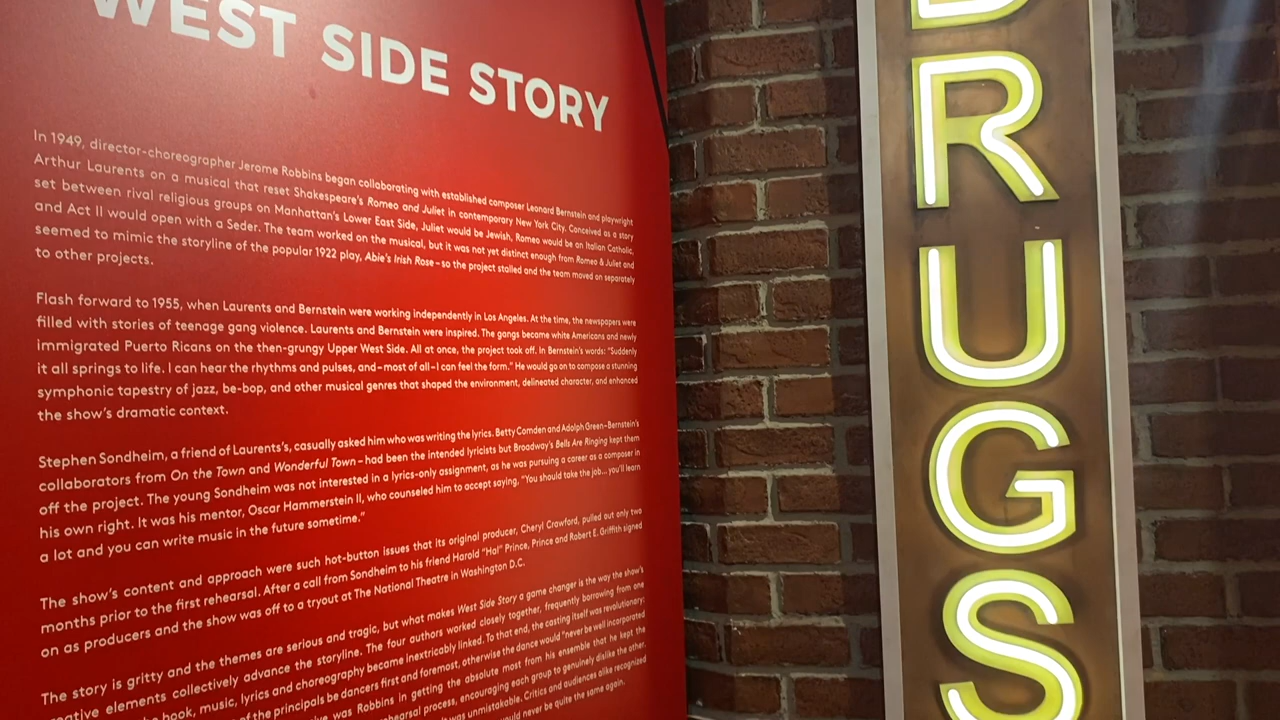 WEST SIDE STORY
In 1949, director-choreographer Jerome Robbins began collaborating with established composer Leonard Bernstein and playwright
Arthur Laurents on a musical that reset Shakespeare's Romeo and Juliet in contemporary New York City. Conceived as a story
set between rival religious groups on Manhattan's Lower East Side, Juliet would be Jewish, Romeo would be an Italian Catholic,
and Act II would open with a Seder. The team worked on the musical, but it was not yet distinct enough from Romeo & Juliet and
seemed to mimic the storyline of the popular 1922 play, Abie's Irish Rose – so the project stalled and the team moved on separately
to other projects.
Flash forward to 1955, when Laurents and Bernstein were working independently in Los Angeles. At the time, the newspapers were
filled with stories of teenage gang violence. Laurents and Bernstein were inspired. The gangs became white Americans and newly
immigrated Puerto Ricans on the then-grungy Upper West Side. All at once, the project took off. In Bernstein's words: "Suddenly
it all springs to life. I can hear the rhythms and pulses, and – most of all – I can feel the form." He would go on to compose a stunning
symphonic tapestry of jazz, be-bop, and other musical genres that shaped the environment, delineated character, and enhanced
the show's dramatic context.
Stephen Sondheim, a friend of Laurents's, casually asked him who was writing the lyrics. Betty Comden and Adolph Green – Bernstein's
collaborators from On the Town and Wonderful Town – had been the intended lyricists but Broadway's Bells Are Ringing kept them
off the project. The young Sondheim was not interested in a lyrics-only assignment, as he was pursuing a career as a composer in
his own right. It was his mentor, Oscar Hammerstein II, who counseled him to accept saying, "You should take the job... you'll learn
a lot and you can write music in the future sometime."
The show's content and approach were such hot-button issues that its original producer, Cheryl Crawford, pulled out only two
months prior to the first rehearsal. After a call from Sondheim to his friend Harold "Hal" Prince, Prince and Robert E. Griffith signed
on as producers and the show was off to a tryout at The National Theatre in Washington D.C.
The story is gritty and the themes are serious and tragic, but what makes West Side Story a game changer is the way the show's
elements collectively advance the storyline. The four authors worked closely together, frequently borrowing from one
book, music, lyrics and choreography became inextricably linked. To that end, the casting itself was revolutionary:
of the principals be dancers first and foremost, otherwise the dance would "never be well incorporated
was Robbins in getting the absolute most from his ensemble that he kept the
rehearsal process, encouraging each group to genuinely dislike the other.
was unmistakable. Critics and audiences alike recognized
would never be quite the same again.
DRUGS